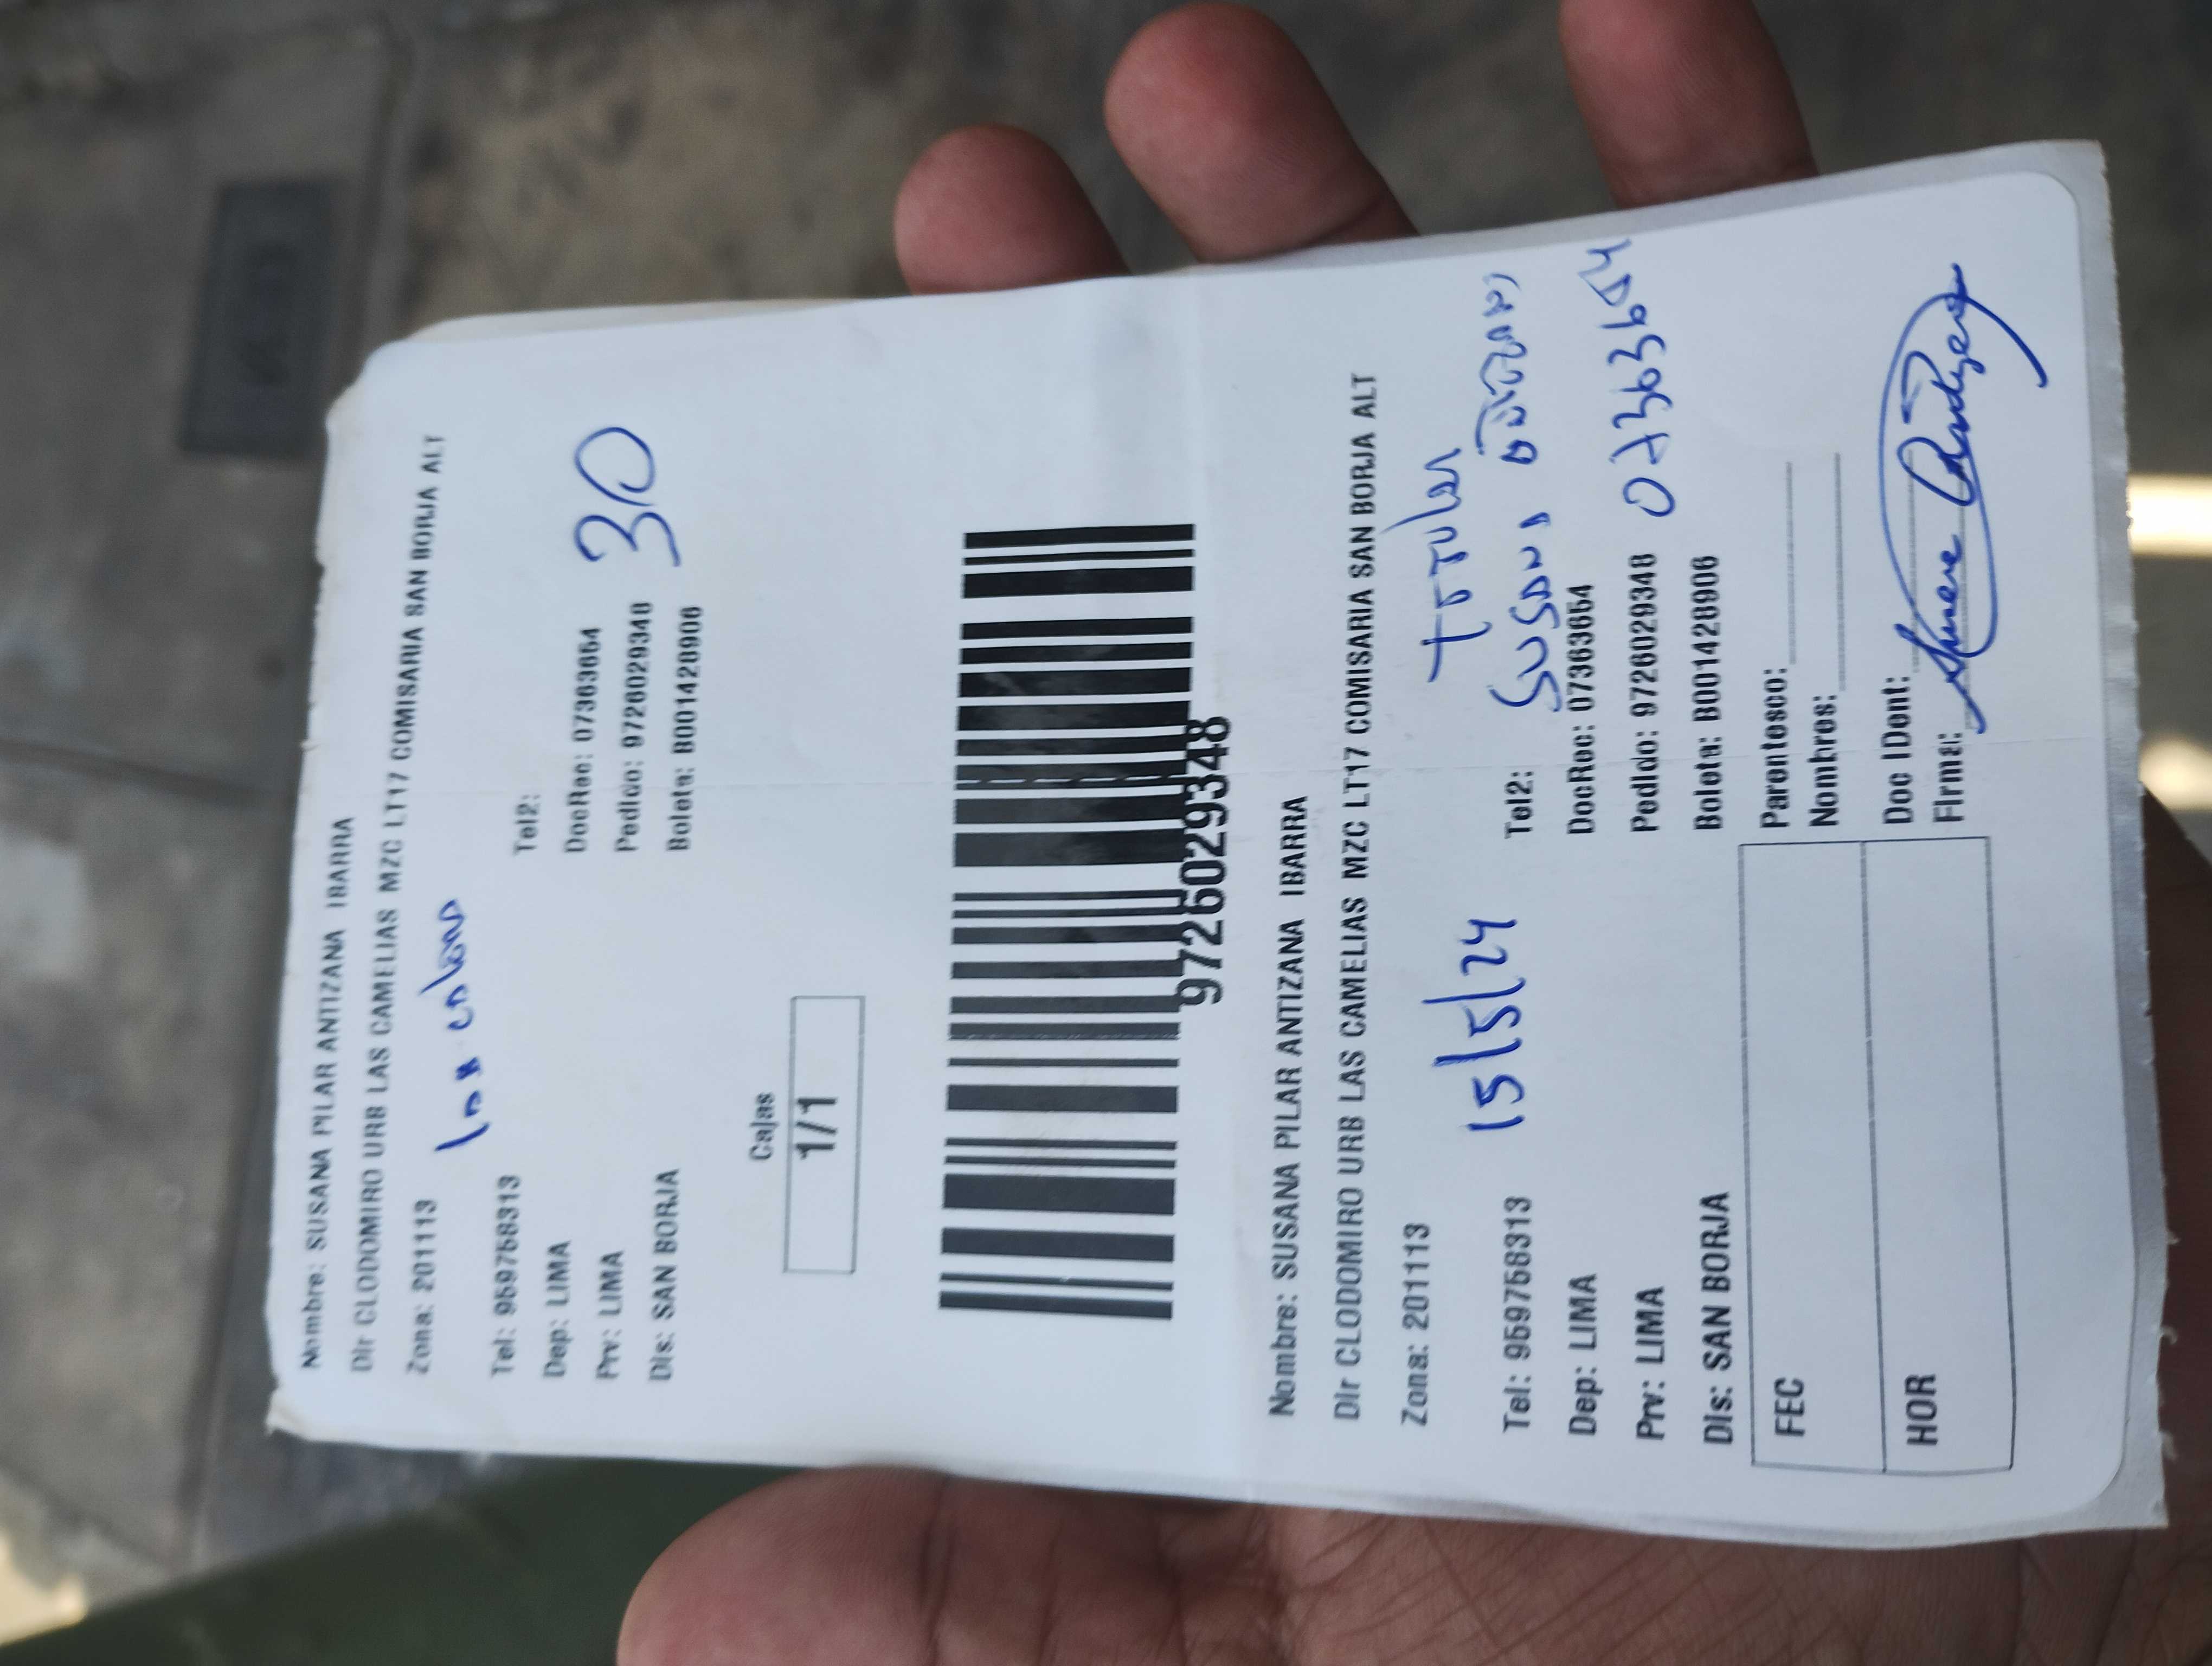 Nombre: SUSANA PILAR ANTIZANA IBARRA
Dir CLODOMIRO URB LAS CAMELIAS MZC LT17 COMISARIA SAN BORJA ALT
Zona: 201113
Tel: 959758313 Tel2:
Dep: LIMA DocRec: 07363654
Prv: LIMA Pedido: 9726029348 30
Dis: SAN BORJA Boleta: B001428906
Cajas
1/1
9726029348
Nombre: SUSANA PILAR ANTIZANA IBARRA
Dir CLODOMIRO URB LAS CAMELIAS MZC LT17 COMISARIA SAN BORJA ALT
Zona: 201113 Titular
15/5/24
Tel: 959758313 Tel2: Susana Antizana
Dep: LIMA DocRec: 07363654
Prv: LIMA Pedido: 9726029348 07363654
Dis: SAN BORJA Boleta: B001428906
FEC Parentesco:
Nombres:
HOR Doc IDent:
Firma: